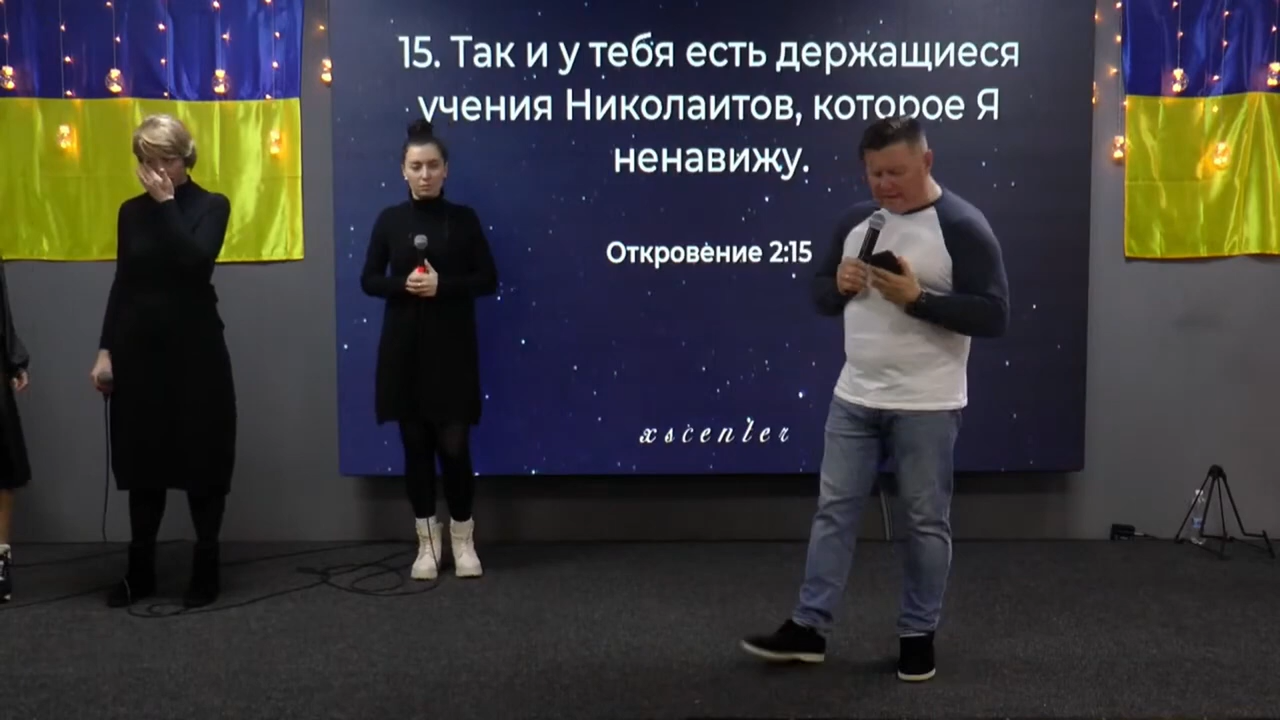 15. Так и у тебя есть держащиеся
учения Николаитов, которое Я
ненавижу.
Откровение 2:15
xscenter